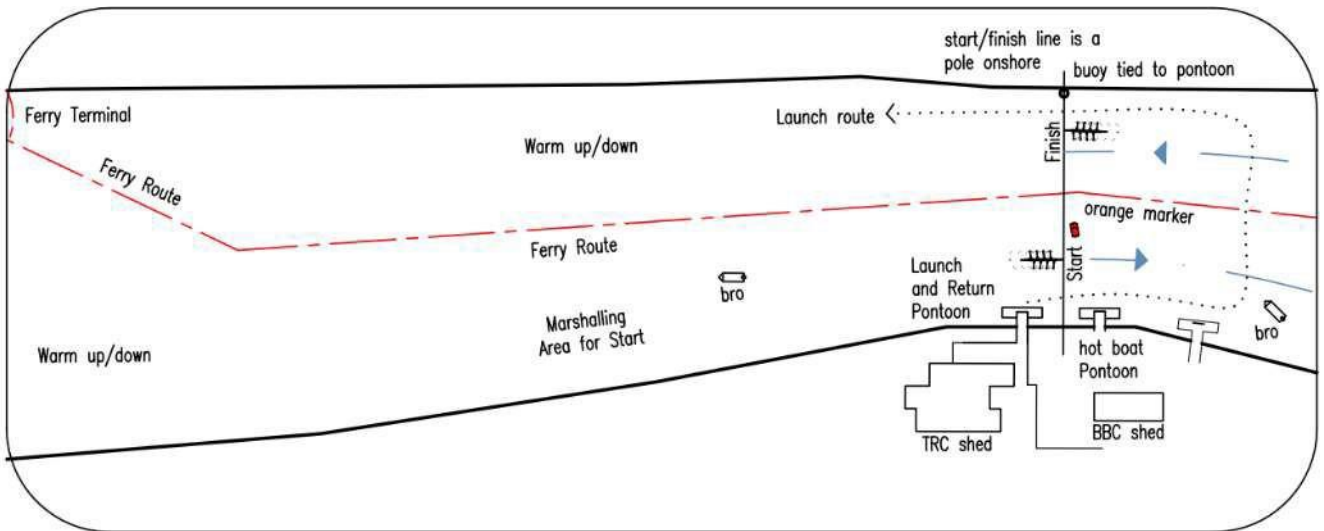 start/finish line is a
pole onshore
buoy tied to pontoon
Ferry Terminal
Launch route
Warm up/down
Finish
Ferry Route
orange marker
Ferry Route
Start
Launch
and Return
Pontoon
bro
bro
Marshalling
Area for Start
Warm up/down
hot boat
Pontoon
TRC shed
BBC shed